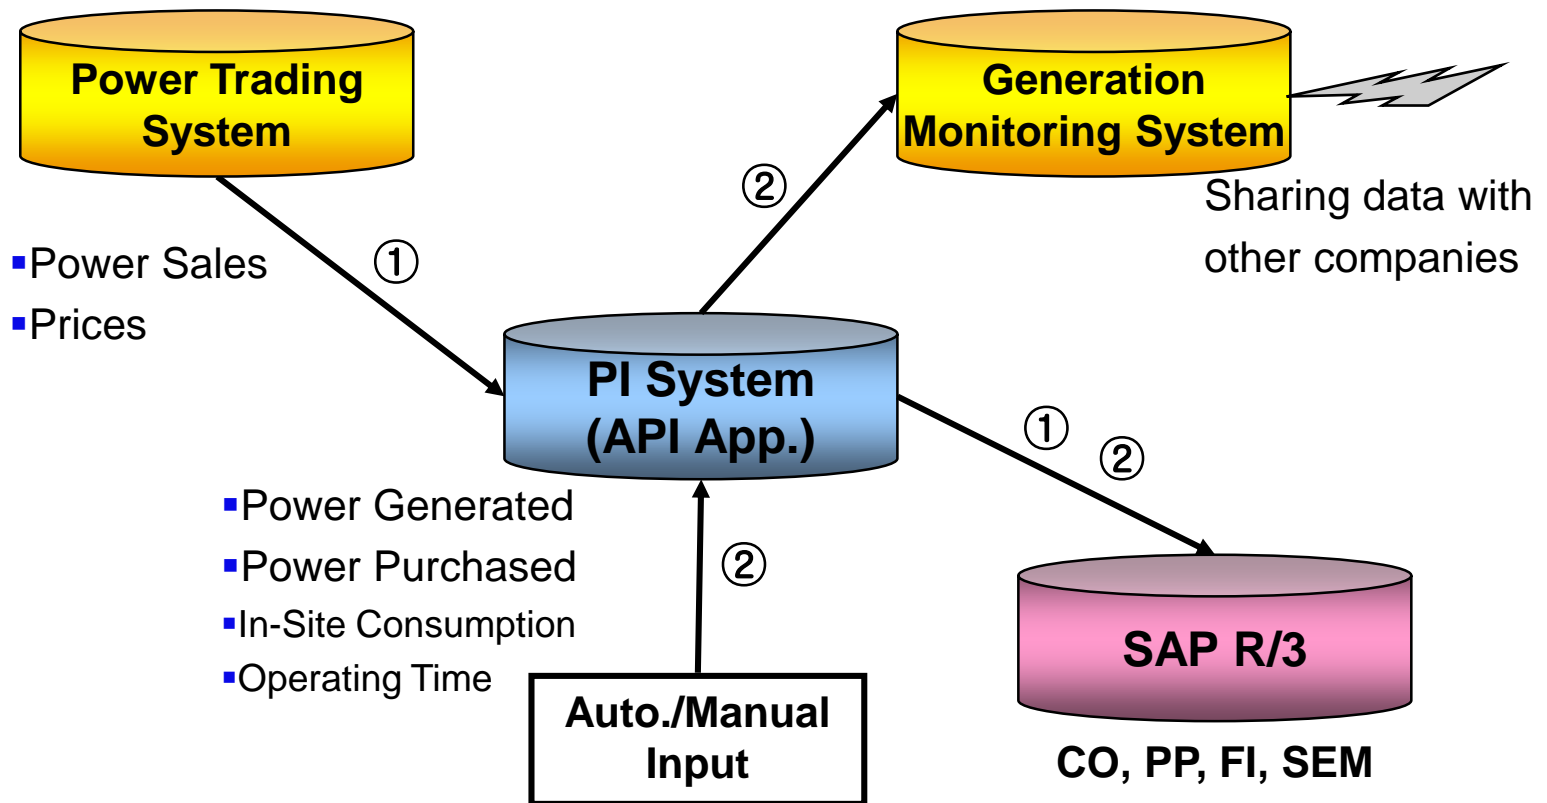 Power Trading
System
Generation
Monitoring System
②
Sharing data with
other companies
①
▪Power Sales
▪Prices
PI System
(API App.)
①
②
▪Power Generated
▪Power Purchased
▪In-Site Consumption
▪Operating Time
②
SAP R/3
Auto./Manual
Input
CO, PP, FI, SEM